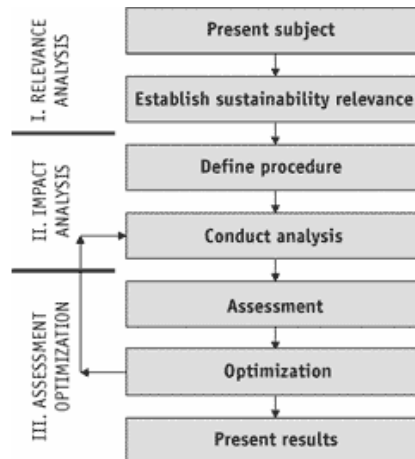 I. RELEVANCE
ANALYSIS
Present subject
Establish sustainability relevance
II. IMPACT
ANALYSIS
Define procedure
Conduct analysis
III. ASSESSMENT
OPTIMIZATION
Assessment
Optimization
Present results